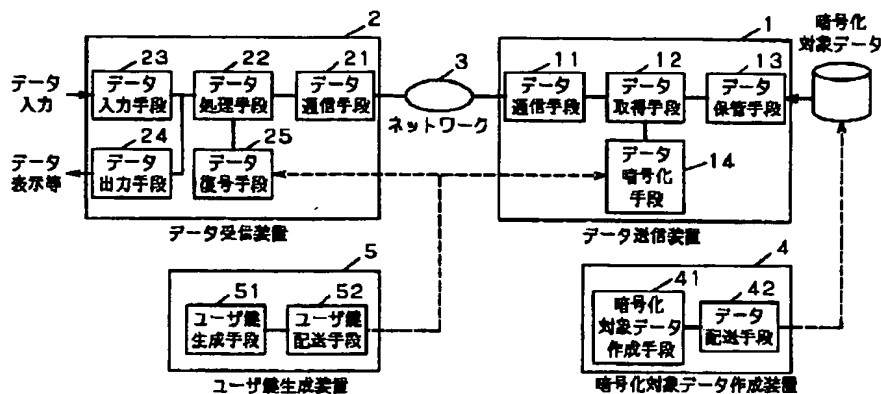 2
1
暗号化
対象データ
23
22
21
3
11
12
13
データ
入力
データ
入力手段
データ
処理手段
データ
通信手段
ネットワーク
データ
通信手段
データ
取得手段
データ
保管手段
24
25
14
データ
表示等
データ
出力手段
データ
復号手段
データ
暗号化
手段
データ受信装置
データ送信装置
5
4
51
52
41
42
ユーザ鍵
生成手段
ユーザ鍵
配送手段
暗号化
対象データ
作成手段
データ
配送手段
ユーザ鍵生成装置
暗号化対象データ作成装置